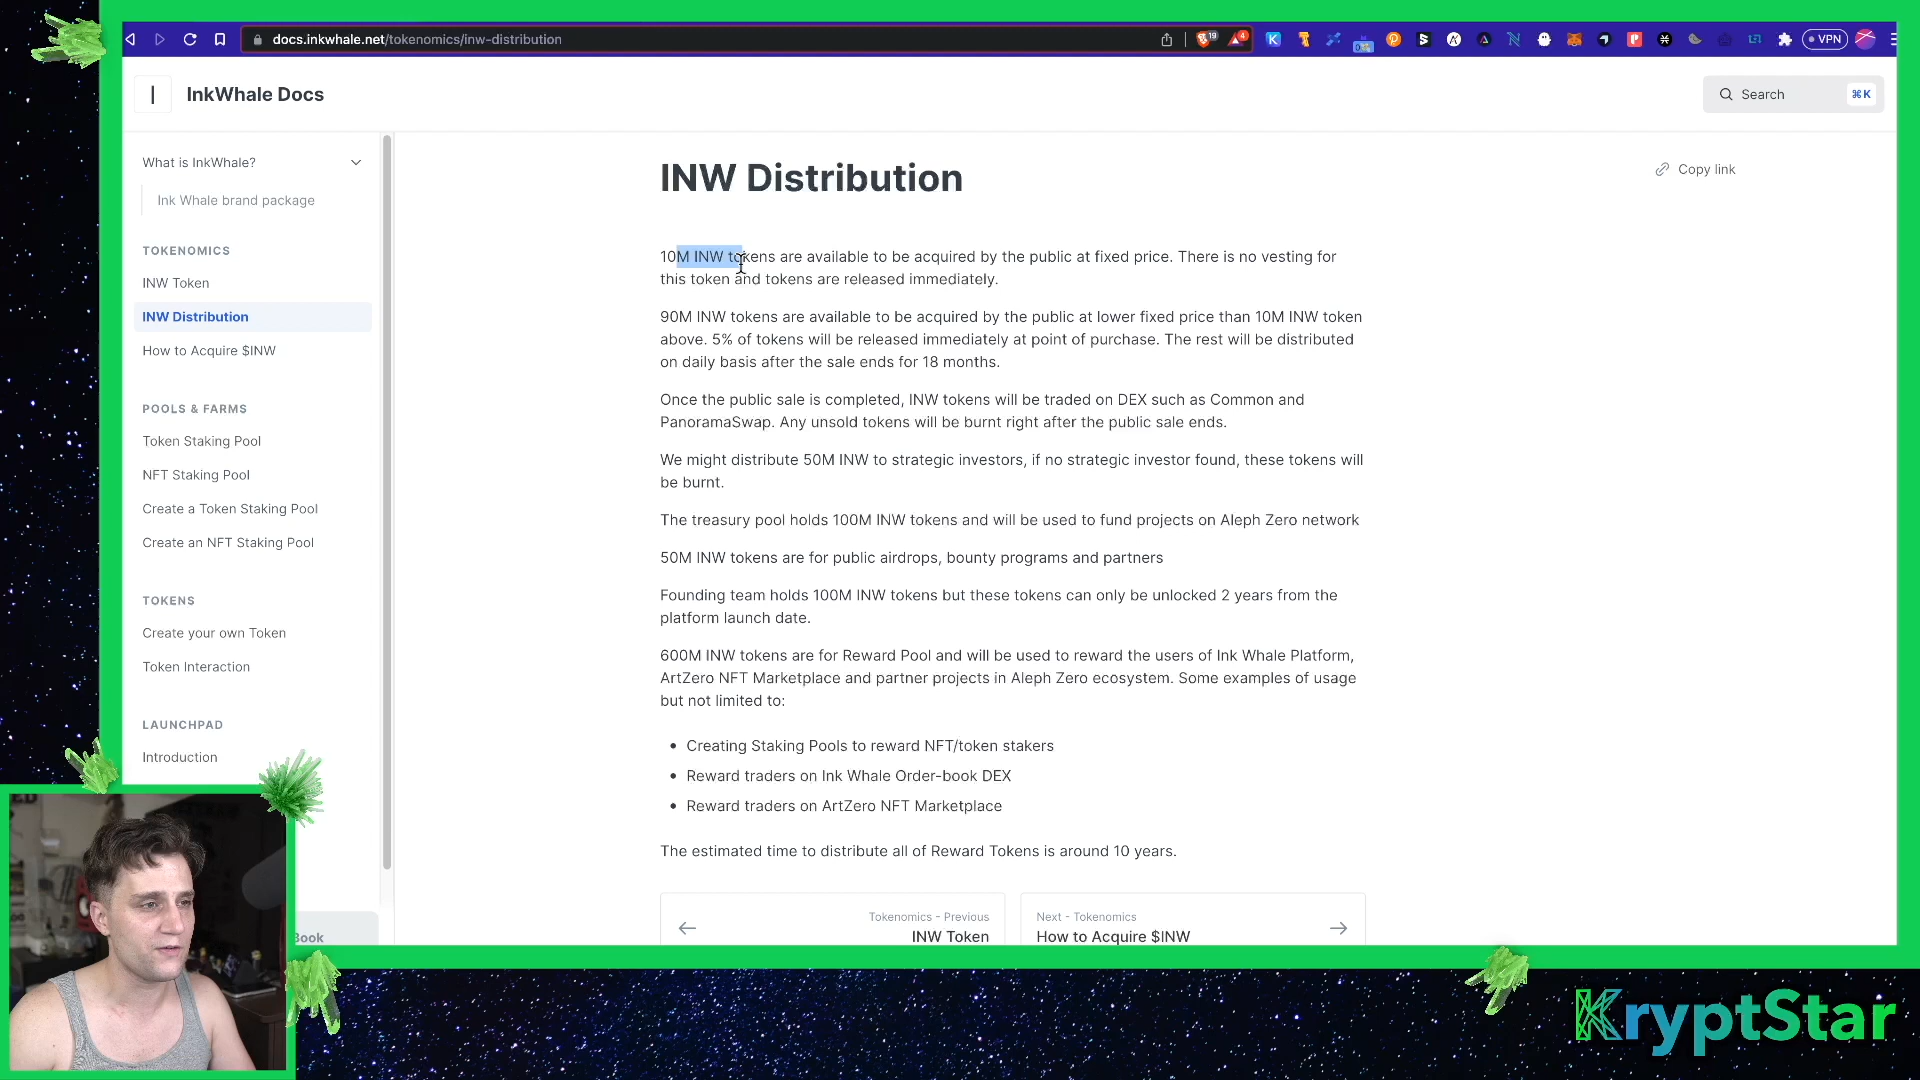 docs.inkwhale.net/tokenomics/inw-distribution
19
4
VPN
InkWhale Docs
Search
⌘K
What is InkWhale?
Ink Whale brand package
TOKENOMICS
INW Token
INW Distribution
How to Acquire $INW
POOLS & FARMS
Token Staking Pool
NFT Staking Pool
Create a Token Staking Pool
Create an NFT Staking Pool
TOKENS
Create your own Token
Token Interaction
LAUNCHPAD
Introduction
Book
INW Distribution
Copy link
10M INW tokens are available to be acquired by the public at fixed price. There is no vesting for
this token and tokens are released immediately.
90M INW tokens are available to be acquired by the public at lower fixed price than 10M INW token
above. 5% of tokens will be released immediately at point of purchase. The rest will be distributed
on daily basis after the sale ends for 18 months.
Once the public sale is completed, INW tokens will be traded on DEX such as Common and
PanoramaSwap. Any unsold tokens will be burnt right after the public sale ends.
We might distribute 50M INW to strategic investors, if no strategic investor found, these tokens will
be burnt.
The treasury pool holds 100M INW tokens and will be used to fund projects on Aleph Zero network
50M INW tokens are for public airdrops, bounty programs and partners
Founding team holds 100M INW tokens but these tokens can only be unlocked 2 years from the
platform launch date.
600M INW tokens are for Reward Pool and will be used to reward the users of Ink Whale Platform,
ArtZero NFT Marketplace and partner projects in Aleph Zero ecosystem. Some examples of usage
but not limited to:
• Creating Staking Pools to reward NFT/token stakers
• Reward traders on Ink Whale Order-book DEX
• Reward traders on ArtZero NFT Marketplace
The estimated time to distribute all of Reward Tokens is around 10 years.
Tokenomics - Previous
INW Token
Next - Tokenomics
How to Acquire $INW
KryptStar